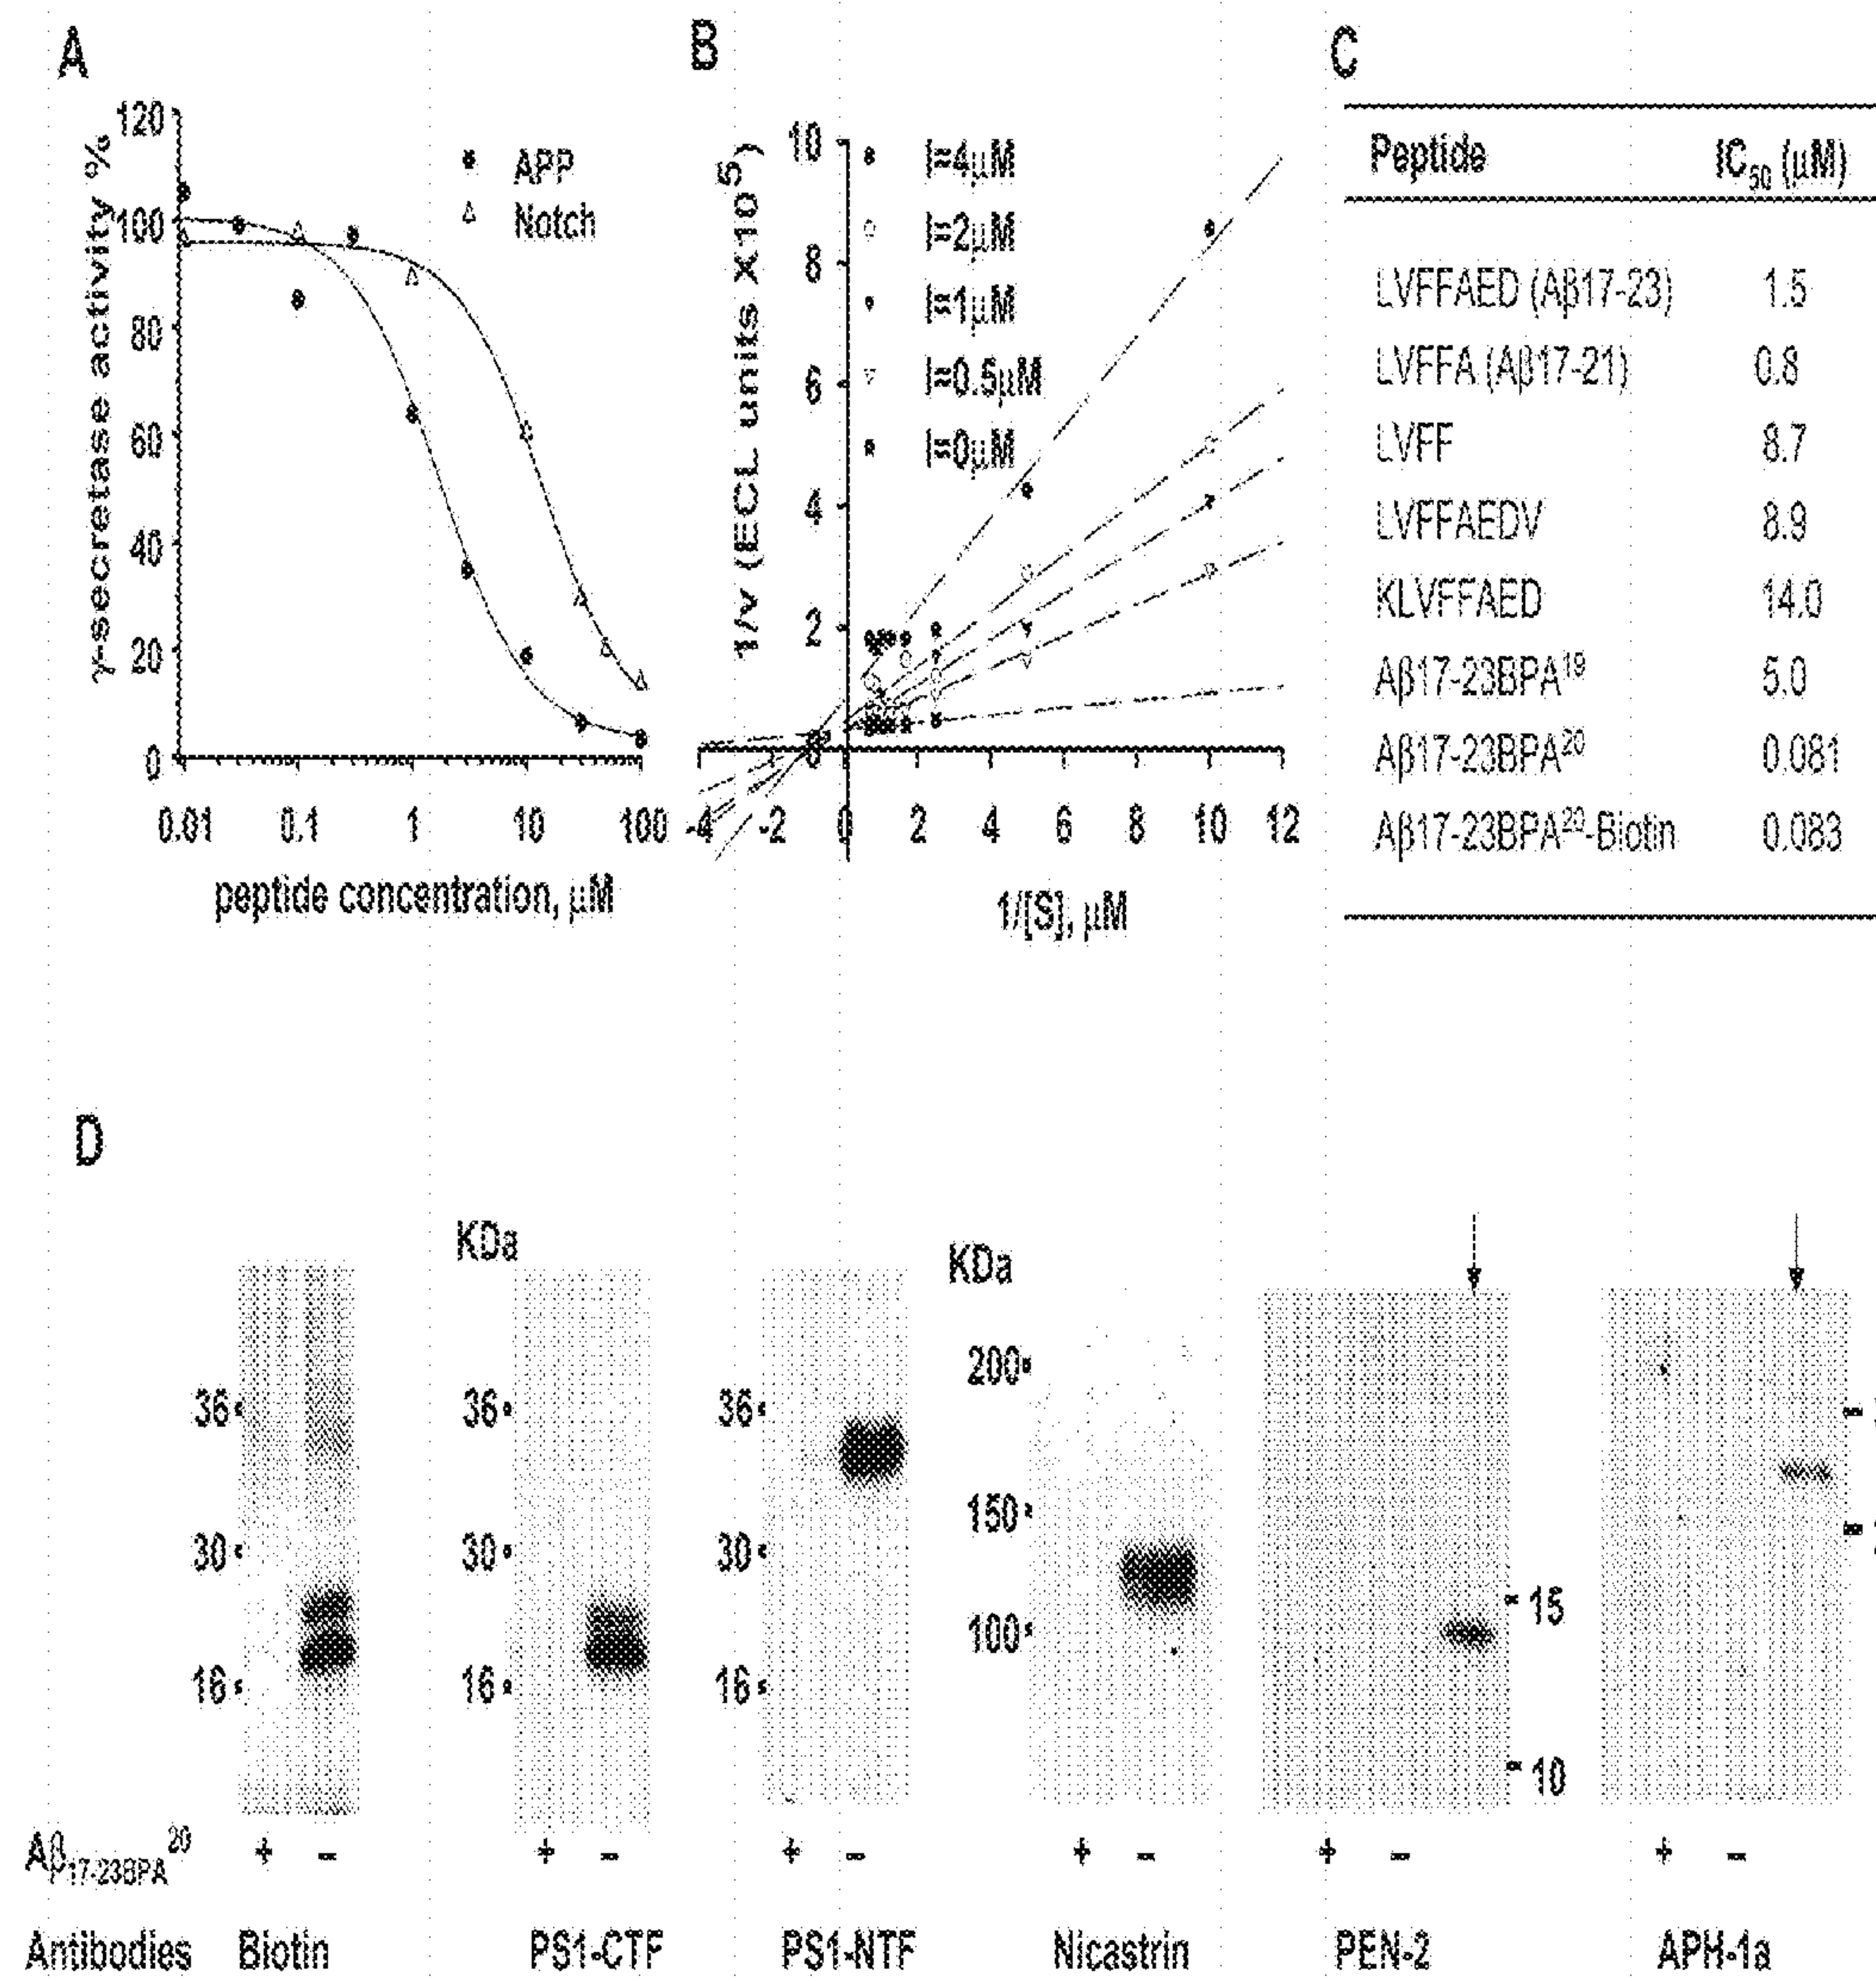 A
γ-secretase activity %
120
100
80
60
40
20
0
0.01 0.1 1 10 100
peptide concentration, μM
APP
Notch
B
1/v (ECL units X10⁵)
10
8
6
4
2
0
-4 -2 0 2 4 6 8 10 12
1/[S], μM
I=4μM
I=2μM
I=1μM
I=0.5μM
I=0μM
C
Peptide IC₅₀ (μM)
LVFFAED (Aβ17-23) 1.5
LVFFA (Aβ17-21) 0.8
LVFF 8.7
LVFFAEDV 8.9
KLVFFAED 14.0
Aβ17-23BPA¹⁹ 5.0
Aβ17-23BPA²⁰ 0.081
Aβ17-23BPA²⁰-Biotin 0.083
D
KDa KDa
36 36 36 200
30 30 30 150
16 16 16 100
15
10
Aβ₁₇₋₂₃BPA²⁰ + - + - + - + - + - + -
Antibodies Biotin PS1-CTF PS1-NTF Nicastrin PEN-2 APH-1a